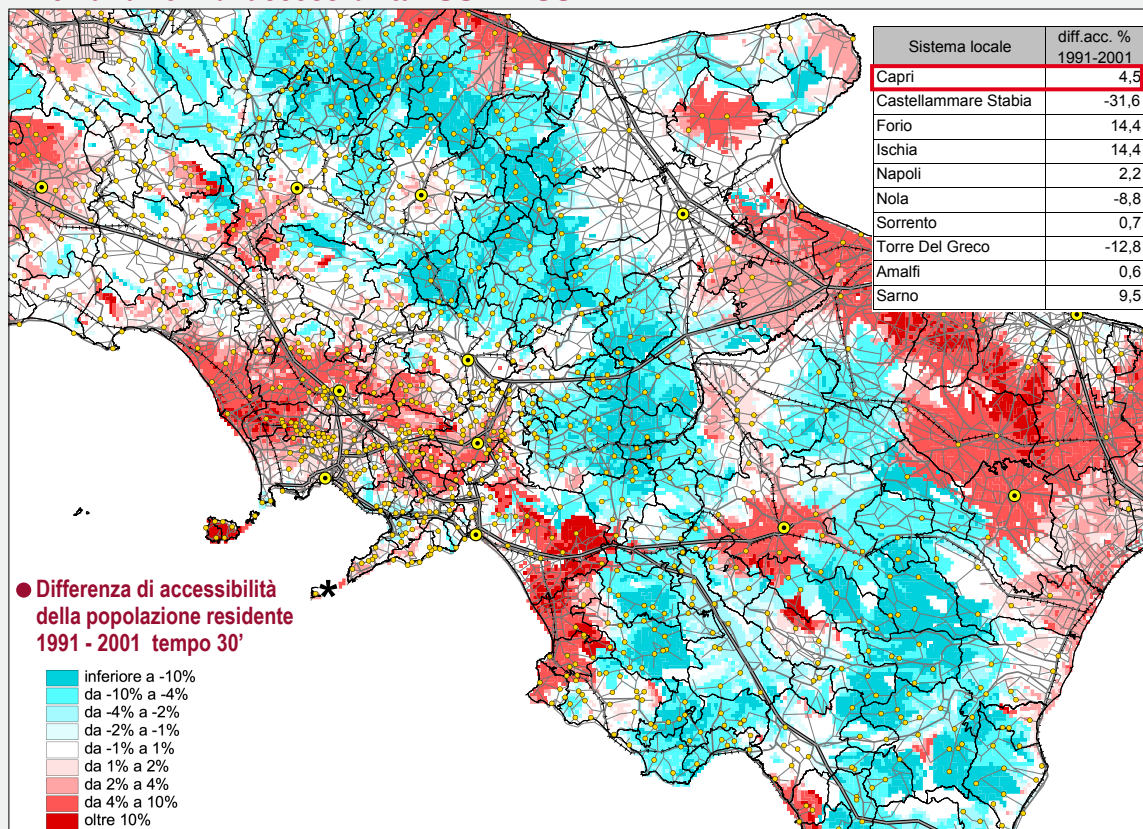 Sistema locale diff.acc. % 1991-2001
Capri 4,5
Castellammare Stabia -31,6
Forio 14,4
Ischia 14,4
Napoli 2,2
Nola -8,8
Sorrento 0,7
Torre Del Greco -12,8
Amalfi 0,6
Sarno 9,5
*
Differenza di accessibilità
della popolazione residente
1991 - 2001 tempo 30’
inferiore a -10%
da -10% a -4%
da -4% a -2%
da -2% a -1%
da -1% a 1%
da 1% a 2%
da 2% a 4%
da 4% a 10%
oltre 10%